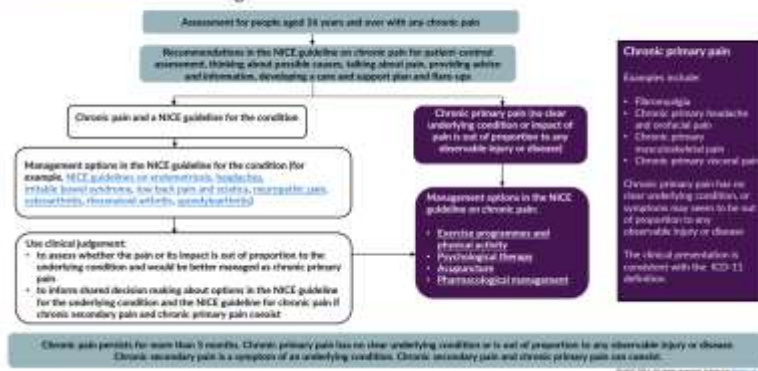 Assessment for people aged 16 years and over with any chronic pain
Recommendations in the NICE guideline on chronic pain for patient-centred
assessment, thinking about possible causes, talking about pain, providing advice
and information, developing a care and support plan and flare-ups
Chronic pain and a NICE guideline for the condition
Chronic primary pain (no clear
underlying condition or impact of
pain is out of proportion to any
observable injury or disease)
Management options in the NICE guideline for the condition (for
example, NICE guidelines on endometriosis, headaches,
irritable bowel syndrome, low back pain and sciatica, neuropathic pain,
osteoarthritis, rheumatoid arthritis, spondyloarthritis)
Management options in the NICE
guideline on chronic pain:
• Exercise programmes and
physical activity
• Psychological therapy
• Acupuncture
• Pharmacological management
Use clinical judgement:
• to assess whether the pain or its impact is out of proportion to the
underlying condition and would be better managed as chronic primary
pain
• to inform shared decision making about options in the NICE guideline
for the underlying condition and the NICE guideline for chronic pain if
chronic secondary pain and chronic primary pain coexist
Chronic primary pain
Examples include:
• Fibromyalgia
• Chronic primary headache
and orofacial pain
• Chronic primary
musculoskeletal pain
• Chronic primary visceral pain
Chronic primary pain has no
clear underlying condition, or
symptoms may seem to be out
of proportion to any
observable injury or disease
The clinical presentation is
consistent with the ICD-11
definition.
Chronic pain persists for more than 3 months. Chronic primary pain has no clear underlying condition or is out of proportion to any observable injury or disease.
Chronic secondary pain is a symptom of an underlying condition. Chronic secondary pain and chronic primary pain can coexist.